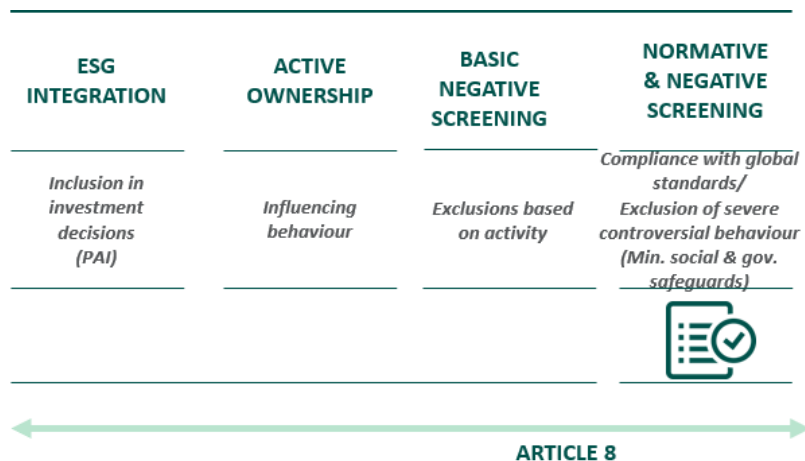 ESG
INTEGRATION
ACTIVE
OWNERSHIP
BASIC
NEGATIVE
SCREENING
NORMATIVE
& NEGATIVE
SCREENING
Inclusion in
investment
decisions
(PAI)
Influencing
behaviour
Exclusions based
on activity
Compliance with global
standards/
Exclusion of severe
controversial behaviour
(Min. social & gov.
safeguards)
ARTICLE 8